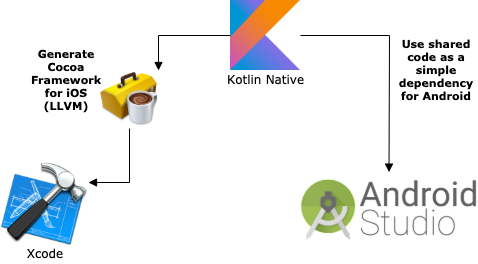 Generate
Cocoa
Framework
for iOS
(LLVM)
Kotlin Native
Use shared
code as a
simple
dependency
for Android
Xcode
Android
Studio